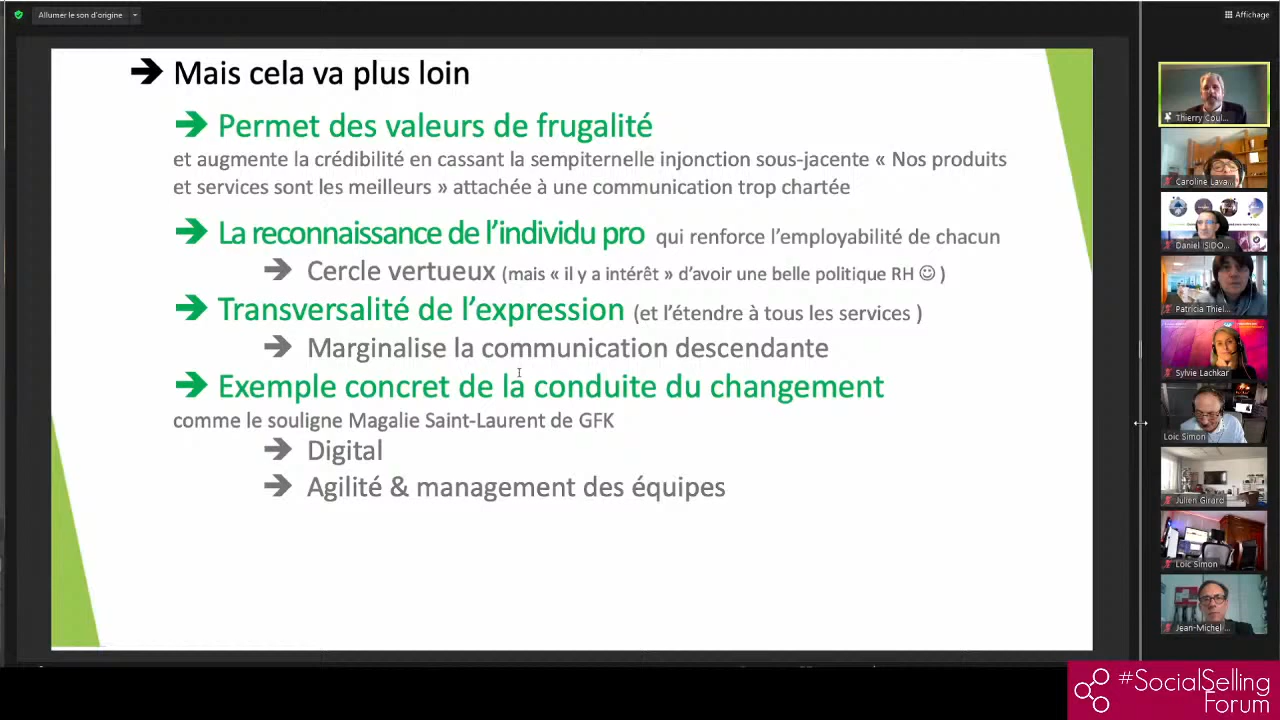 Allumer le son d'origine
Affichage
➔ Mais cela va plus loin
➔ Permet des valeurs de frugalité
et augmente la crédibilité en cassant la sempiternelle injonction sous-jacente « Nos produits
et services sont les meilleurs » attachée à une communication trop chartée
➔ La reconnaissance de l'individu pro qui renforce l'employabilité de chacun
➔ Cercle vertueux (mais « il y a intérêt » d'avoir une belle politique RH ☺ )
➔ Transversalité de l'expression (et l'étendre à tous les services )
➔ Marginalise la communication descendante
➔ Exemple concret de la conduite du changement
comme le souligne Magalie Saint-Laurent de GFK
➔ Digital
➔ Agilité & management des équipes
Thierry Coul...
Caroline Lava...
Daniel ISIDO...
Patricia Thiel...
Sylvie Lachkar
Loic Simon
Julien Girard
Loic Simon
Jean-Michel ...
#SocialSelling
Forum